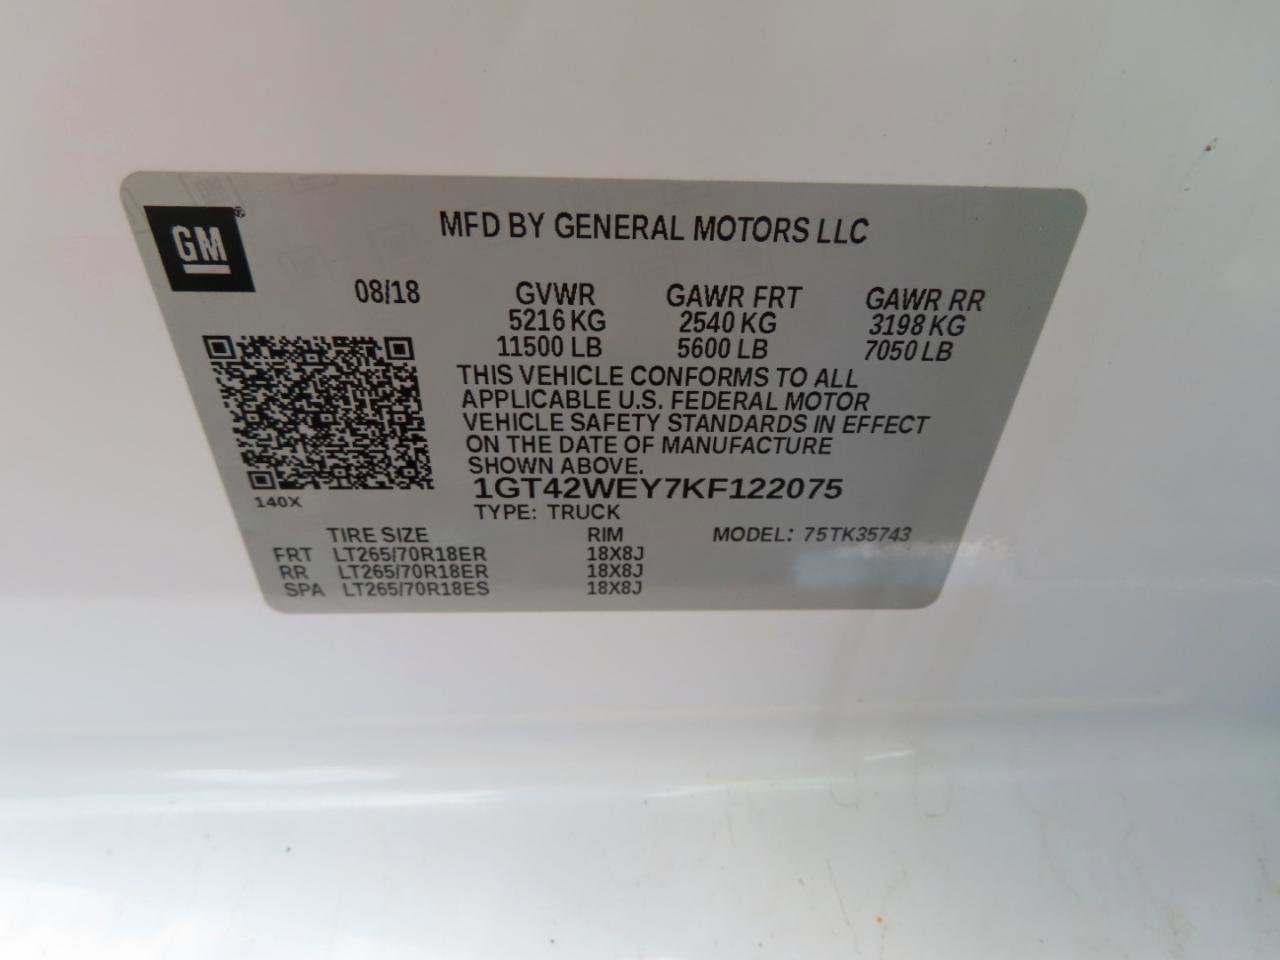 GM®
MFD BY GENERAL MOTORS LLC
08/18 GVWR GAWR FRT GAWR RR
5216 KG 2540 KG 3198 KG
11500 LB 5600 LB 7050 LB
THIS VEHICLE CONFORMS TO ALL
APPLICABLE U.S. FEDERAL MOTOR
VEHICLE SAFETY STANDARDS IN EFFECT
ON THE DATE OF MANUFACTURE
SHOWN ABOVE.
140X
1GT42WEY7KF122075
TYPE: TRUCK
TIRE SIZE RIM MODEL: 75TK35743
FRT LT265/70R18ER 18X8J
RR LT265/70R18ER 18X8J
SPA LT265/70R18ES 18X8J